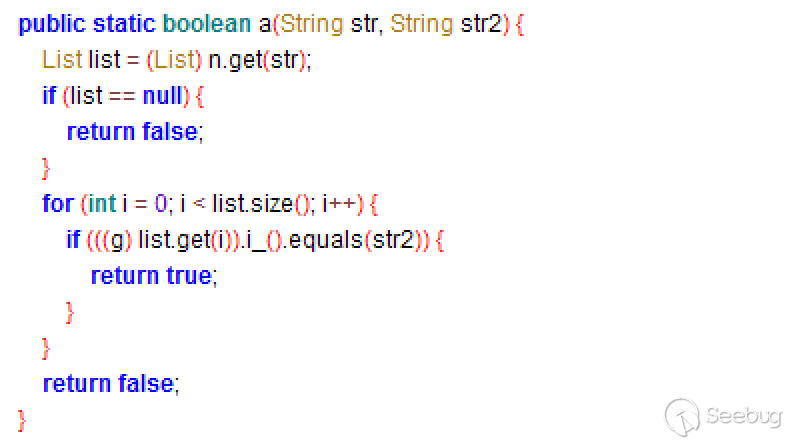 public static boolean a(String str, String str2) {
    List list = (List) n.get(str);
    if (list == null) {
        return false;
    }
    for (int i = 0; i < list.size(); i++) {
        if (((g) list.get(i)).i_().equals(str2)) {
            return true;
        }
    }
    return false;
}
Seebug